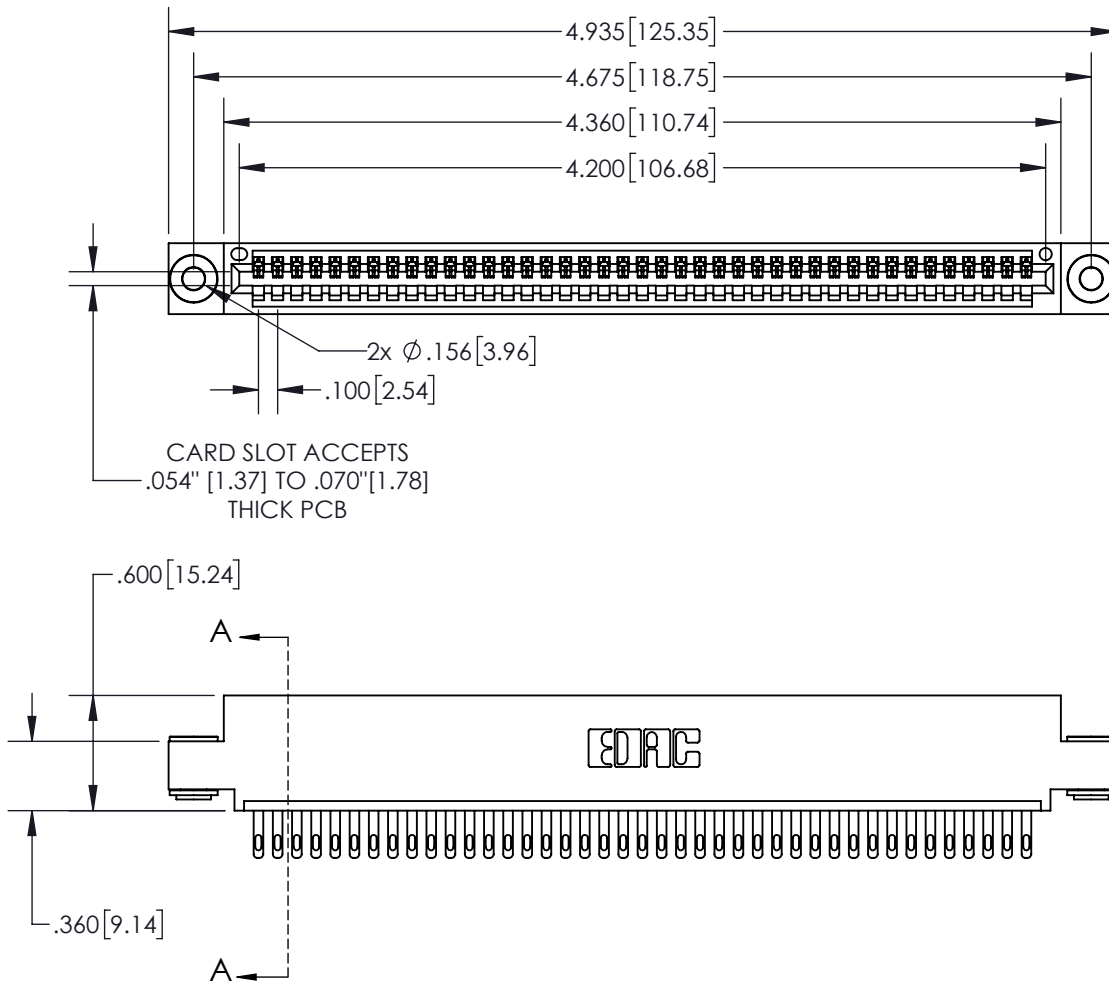 4.935[125.35]
4.675[118.75]
4.360[110.74]
4.200[106.68]
2x Ø .156[3.96]
.100[2.54]
CARD SLOT ACCEPTS
.054" [1.37] TO .070"[1.78]
THICK PCB
.600[15.24]
A
EDAC
.360[9.14]
A